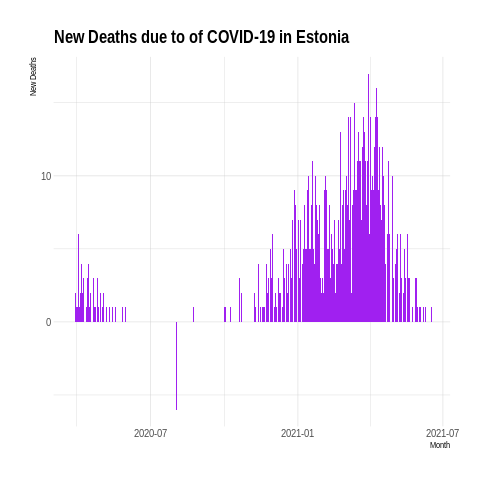 New Deaths due to of COVID-19 in Estonia
New Deaths
10
0
2020-07
2021-01
2021-07
Month